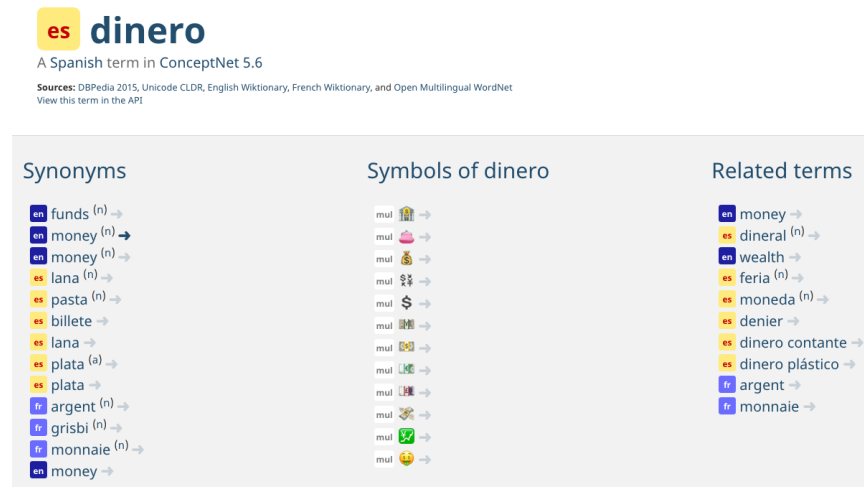 es dinero
A Spanish term in ConceptNet 5.6
Sources: DBPedia 2015, Unicode CLDR, English Wiktionary, French Wiktionary, and Open Multilingual WordNet
View this term in the API
Synonyms
en funds (n) ➜
en money (n) ➜
en money (n) ➜
es lana (n) ➜
es pasta (n) ➜
es billete ➜
es lana ➜
es plata (a) ➜
es plata ➜
fr argent (n) ➜
fr grisbi (n) ➜
fr monnaie (n) ➜
en money ➜
Symbols of dinero
mul 🏦 ➜
mul 👛 ➜
mul 💰 ➜
mul 💱 ➜
mul 💲 ➜
mul 💴 ➜
mul 💵 ➜
mul 💶 ➜
mul 💷 ➜
mul 💸 ➜
mul 💹 ➜
mul 🤑 ➜
Related terms
en money ➜
es dineral (n) ➜
en wealth ➜
es feria (n) ➜
es moneda (n) ➜
es denier ➜
es dinero contante ➜
es dinero plástico ➜
fr argent ➜
fr monnaie ➜